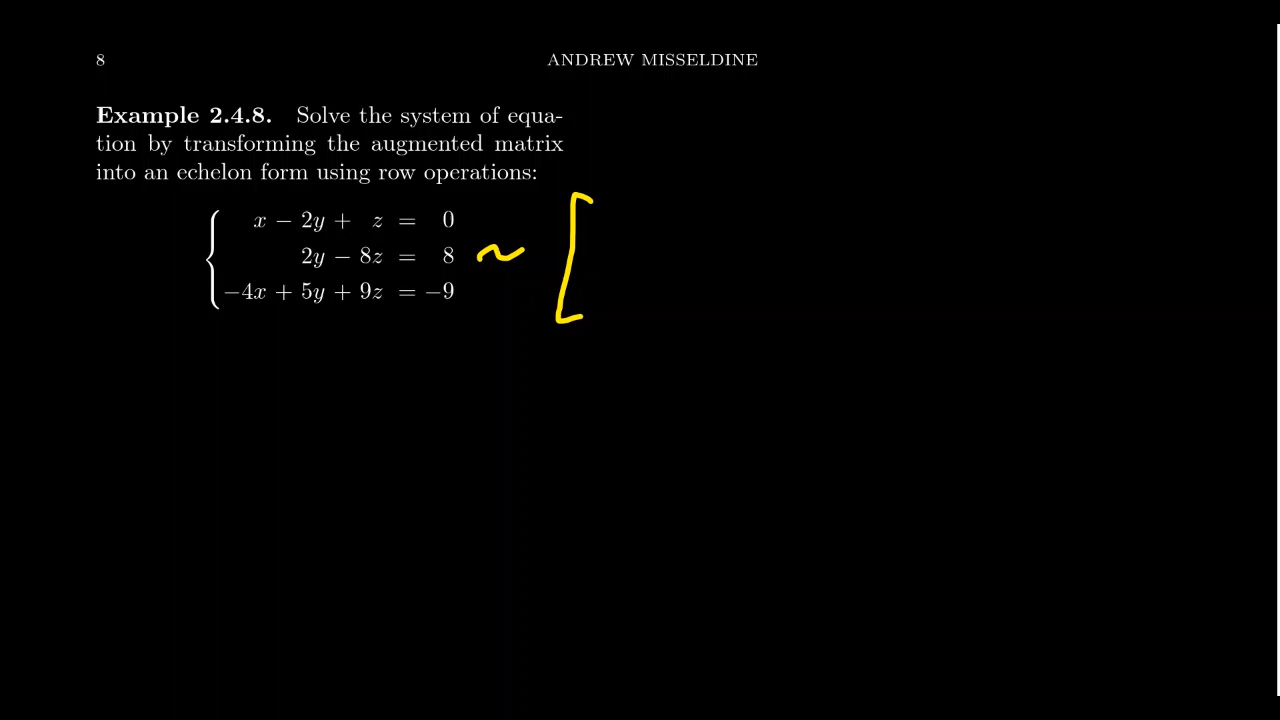 8 ANDREW MISSELDINE
Example 2.4.8. Solve the system of equa-
tion by transforming the augmented matrix
into an echelon form using row operations:
x − 2y + z = 0
2y − 8z = 8
−4x + 5y + 9z = −9
~ [